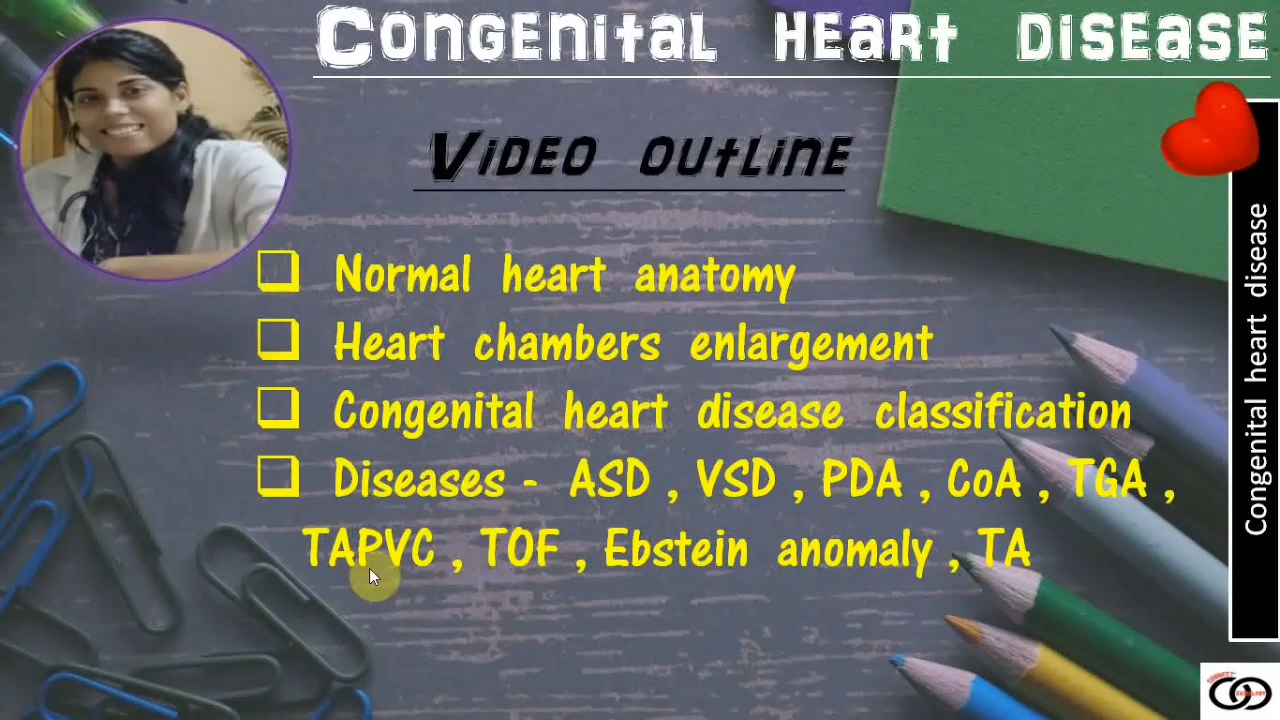 Congenital heart disease
Video outline
Normal heart anatomy
Heart chambers enlargement
Congenital heart disease classification
Diseases - ASD , VSD , PDA , CoA , TGA ,
TAPVC , TOF , Ebstein anomaly , TA
Congenital heart disease